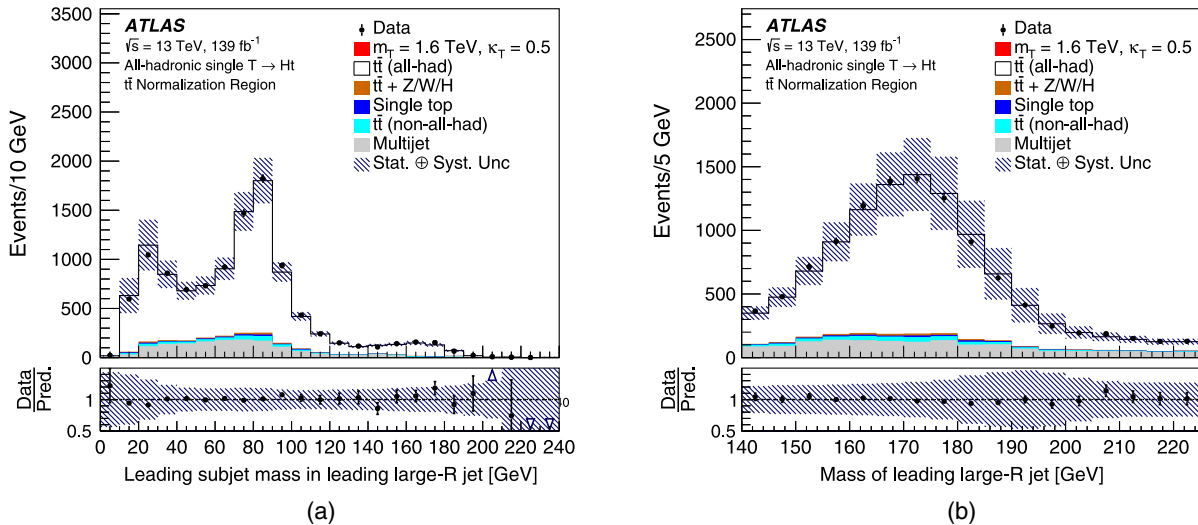 ATLAS
√s = 13 TeV, 139 fb⁻¹
All-hadronic single T → Ht
tt̄ Normalization Region
Data
m_T = 1.6 TeV, κ_T = 0.5
tt̄ (all-had)
tt̄ + Z/W/H
Single top
tt̄ (non-all-had)
Multijet
Stat. ⊕ Syst. Unc
Events/10 GeV
3500
3000
2500
2000
1500
1000
500
0
Data
Pred.
1
0.5
0 20 40 60 80 100 120 140 160 180 200 220 240
Leading subjet mass in leading large-R jet [GeV]
(a)
ATLAS
√s = 13 TeV, 139 fb⁻¹
All-hadronic single T → Ht
tt̄ Normalization Region
Data
m_T = 1.6 TeV, κ_T = 0.5
tt̄ (all-had)
tt̄ + Z/W/H
Single top
tt̄ (non-all-had)
Multijet
Stat. ⊕ Syst. Unc
Events/5 GeV
2500
2000
1500
1000
500
0
Data
Pred.
1
0.5
140 150 160 170 180 190 200 210 220
Mass of leading large-R jet [GeV]
(b)